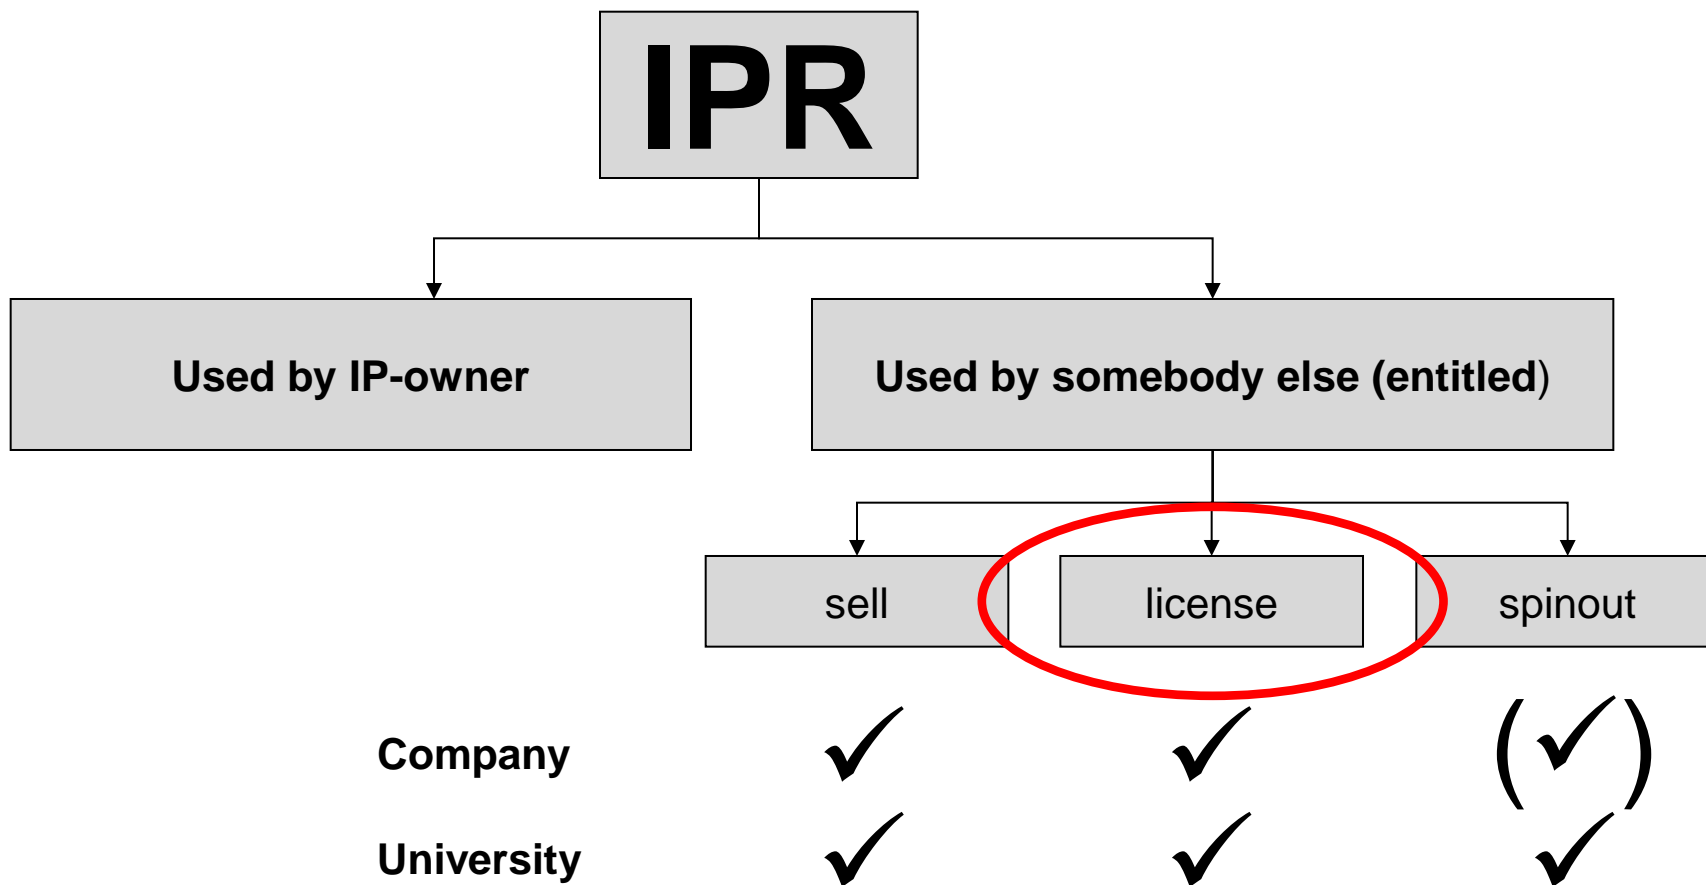 IPR
Used by IP-owner
Used by somebody else (entitled)
sell
license
spinout
Company ✓ ✓ (✓)
University ✓ ✓ ✓